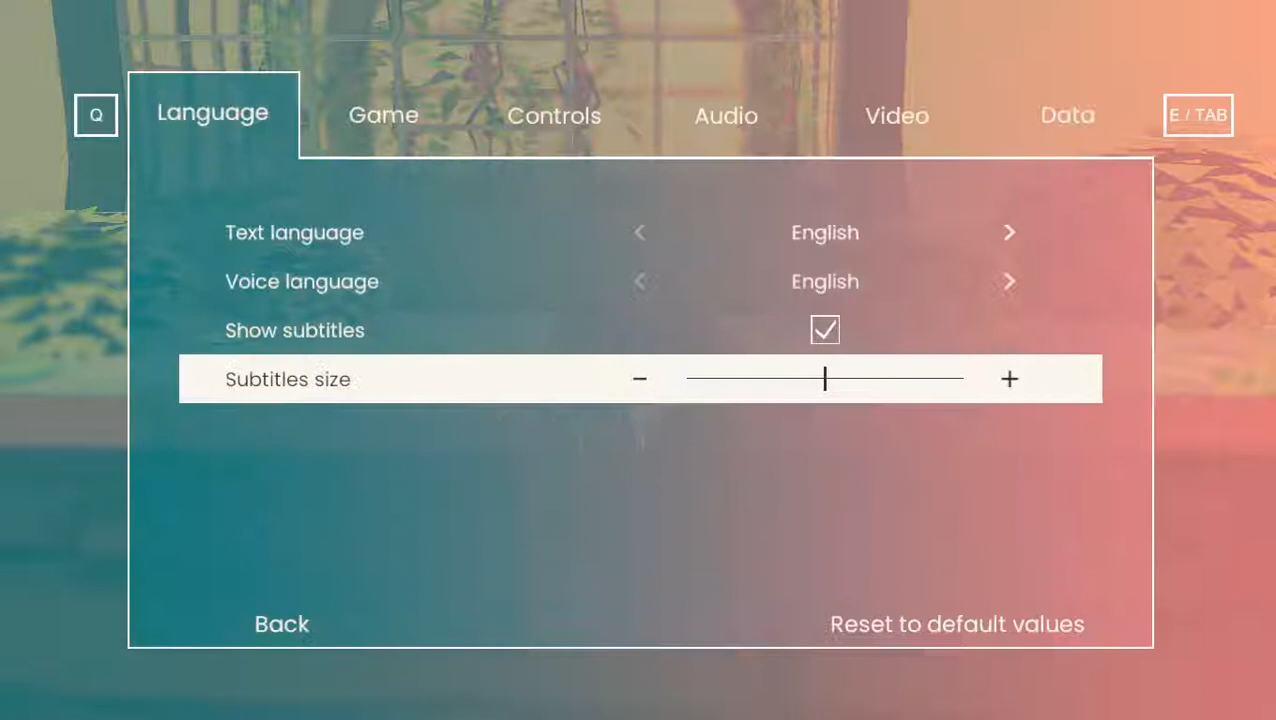 Q Language Game Controls Audio Video Data E / TAB
Text language < English >
Voice language < English >
Show subtitles
Subtitles size - +
Back Reset to default values